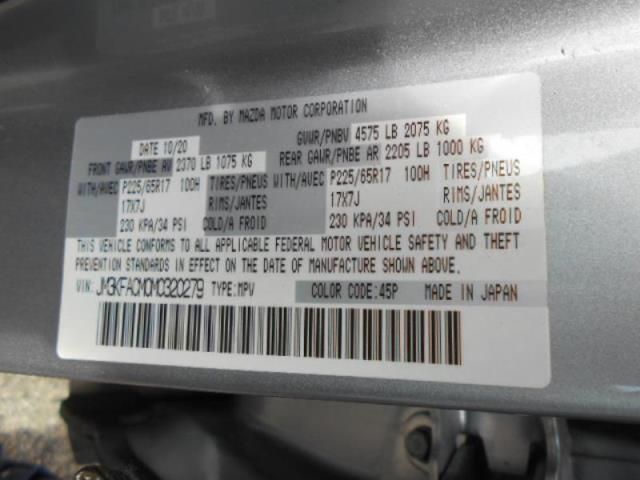 MFD. BY MAZDA MOTOR CORPORATION
DATE 10/20 GVWR/PNBV 4575 LB 2075 KG
FRONT GAWR/PNBE AV 2370 LB 1075 KG REAR GAWR/PNBE AR 2205 LB 1000 KG
WITH/AVEC P225/65R17 100H TIRES/PNEUS WITH/AVEC P225/65R17 100H TIRES/PNEUS
17X7J RIMS/JANTES 17X7J RIMS/JANTES
230 KPA/34 PSI COLD/A FROID 230 KPA/34 PSI COLD/A FROID
THIS VEHICLE CONFORMS TO ALL APPLICABLE FEDERAL MOTOR VEHICLE SAFETY AND THEFT
PREVENTION STANDARDS IN EFFECT ON THE DATE OF MANUFACTURE SHOWN ABOVE.
VIN: JM3KFACM0M0320279 TYPE:MPV COLOR CODE:45P MADE IN JAPAN